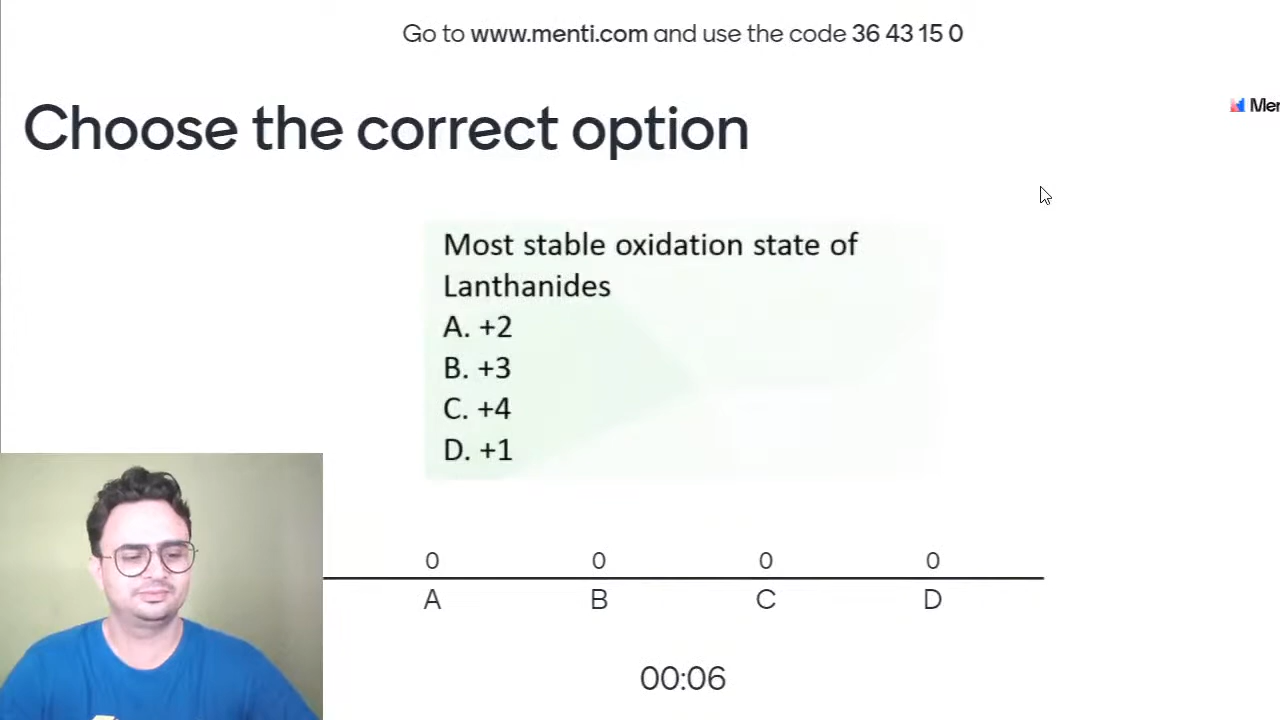 Go to www.menti.com and use the code 36 43 15 0
Choose the correct option
Most stable oxidation state of
Lanthanides
A. +2
B. +3
C. +4
D. +1
0 0 0 0
A B C D
00:06